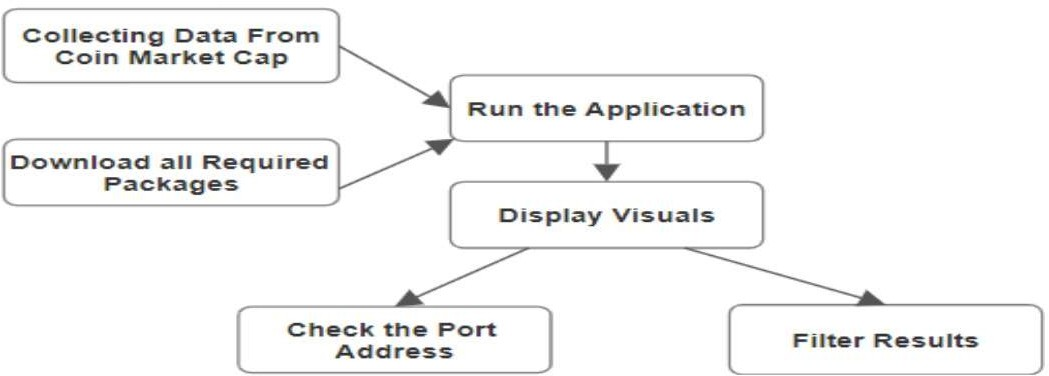 Collecting Data From
Coin Market Cap
Run the Application
Download all Required
Packages
Display Visuals
Check the Port
Address
Filter Results